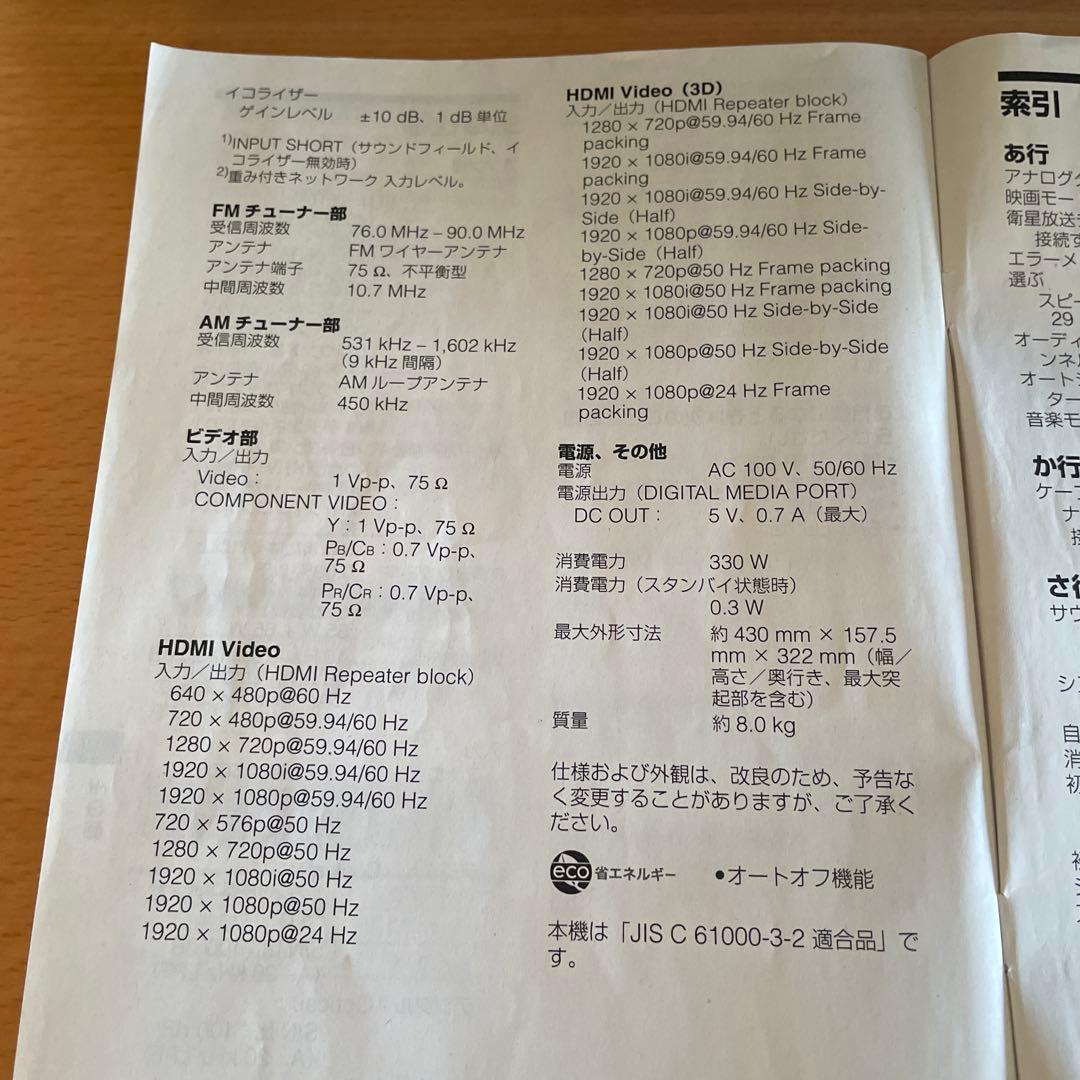 イコライザー
ゲインレベル ±10 dB、1 dB 単位
1)INPUT SHORT（サウンドフィールド、イ
コライザー無効時）
2)重み付きネットワーク 入力レベル。
FM チューナー部
受信周波数 76.0 MHz – 90.0 MHz
アンテナ FM ワイヤーアンテナ
アンテナ端子 75 Ω、不平衡型
中間周波数 10.7 MHz
AM チューナー部
受信周波数 531 kHz – 1,602 kHz
（9 kHz 間隔）
アンテナ AM ループアンテナ
中間周波数 450 kHz
ビデオ部
入力／出力
Video： 1 Vp-p、75 Ω
COMPONENT VIDEO：
Y：1 Vp-p、75 Ω
PB/CB：0.7 Vp-p、
75 Ω
PR/CR：0.7 Vp-p、
75 Ω
HDMI Video
入力／出力（HDMI Repeater block）
640 × 480p@60 Hz
720 × 480p@59.94/60 Hz
1280 × 720p@59.94/60 Hz
1920 × 1080i@59.94/60 Hz
1920 × 1080p@59.94/60 Hz
720 × 576p@50 Hz
1280 × 720p@50 Hz
1920 × 1080i@50 Hz
1920 × 1080p@50 Hz
1920 × 1080p@24 Hz
HDMI Video（3D）
入力／出力（HDMI Repeater block）
1280 × 720p@59.94/60 Hz Frame
packing
1920 × 1080i@59.94/60 Hz Frame
packing
1920 × 1080i@59.94/60 Hz Side-by-
Side（Half）
1920 × 1080p@59.94/60 Hz Side-
by-Side（Half）
1280 × 720p@50 Hz Frame packing
1920 × 1080i@50 Hz Frame packing
1920 × 1080i@50 Hz Side-by-Side
(Half）
1920 × 1080p@50 Hz Side-by-Side
(Half）
1920 × 1080p@24 Hz Frame
packing
電源、その他
電源 AC 100 V、50/60 Hz
電源出力（DIGITAL MEDIA PORT）
DC OUT： 5 V、0.7 A（最大）
消費電力 330 W
消費電力（スタンバイ状態時）
0.3 W
最大外形寸法 約 430 mm × 157.5
mm × 322 mm（幅／
高さ／奥行き、最大突
起部を含む）
質量 約 8.0 kg
仕様および外観は、改良のため、予告な
く変更することがありますが、ご了承く
ださい。
eco 省エネルギー ●オートオフ機能
本機は「JIS C 61000-3-2 適合品」で
す。
索引
あ行
アナログ
映画モー
衛星放送
接続す
エラーメ
選ぶ
スピー
29
オーディ
ンネル
オート
ター
音楽モ
か行
ケーブ
ナ
接
さ行
サウ
シス
自
消
初